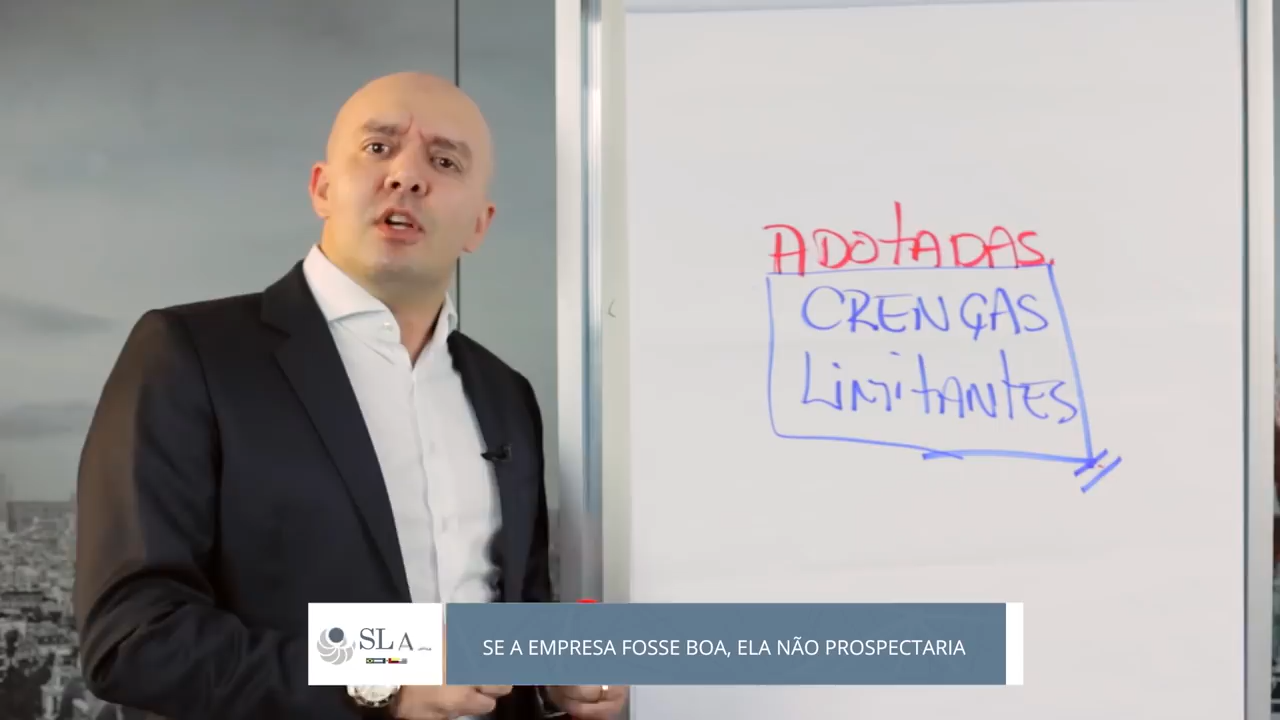 ADOTADAS
CRENÇAS
LIMITANTES
SLA
SE A EMPRESA FOSSE BOA, ELA NÃO PROSPECTARIA